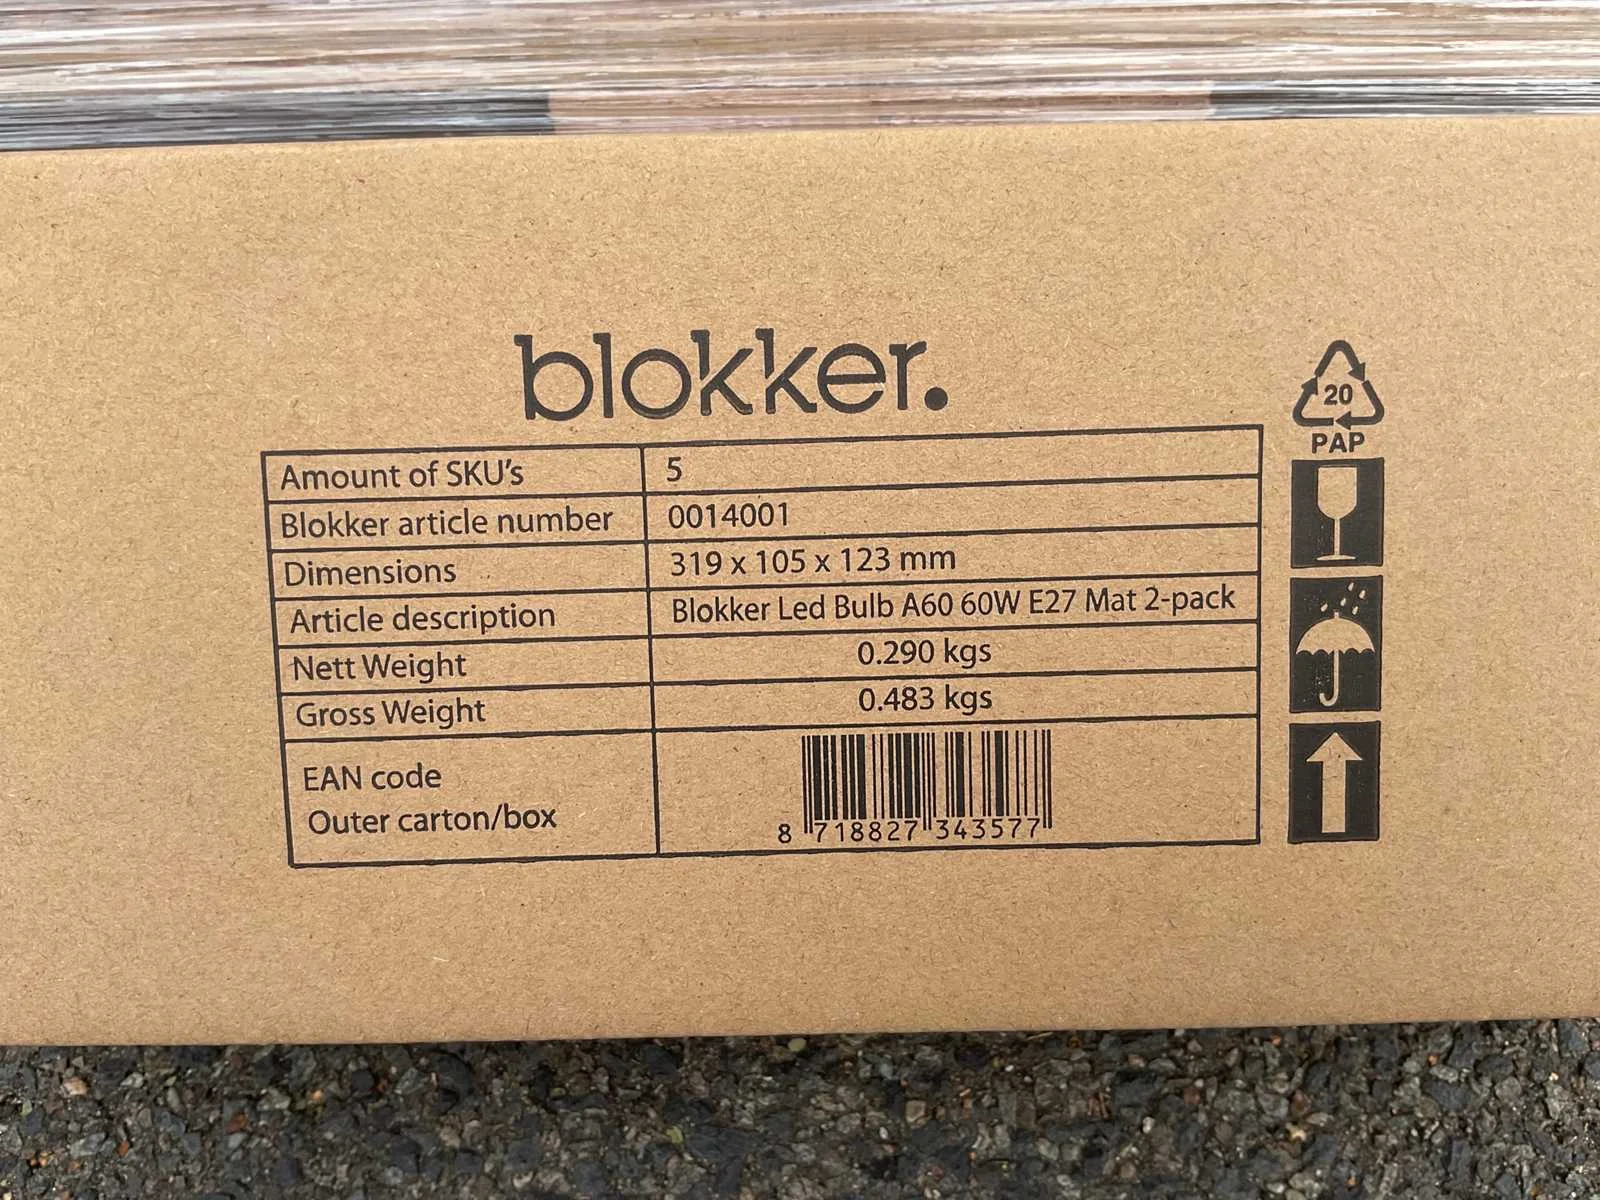 blokker.
20
PAP
Amount of SKU's 5
Blokker article number 0014001
Dimensions 319 x 105 x 123 mm
Article description Blokker Led Bulb A60 60W E27 Mat 2-pack
Nett Weight 0.290 kgs
Gross Weight 0.483 kgs
EAN code
Outer carton/box
8 718827 343577